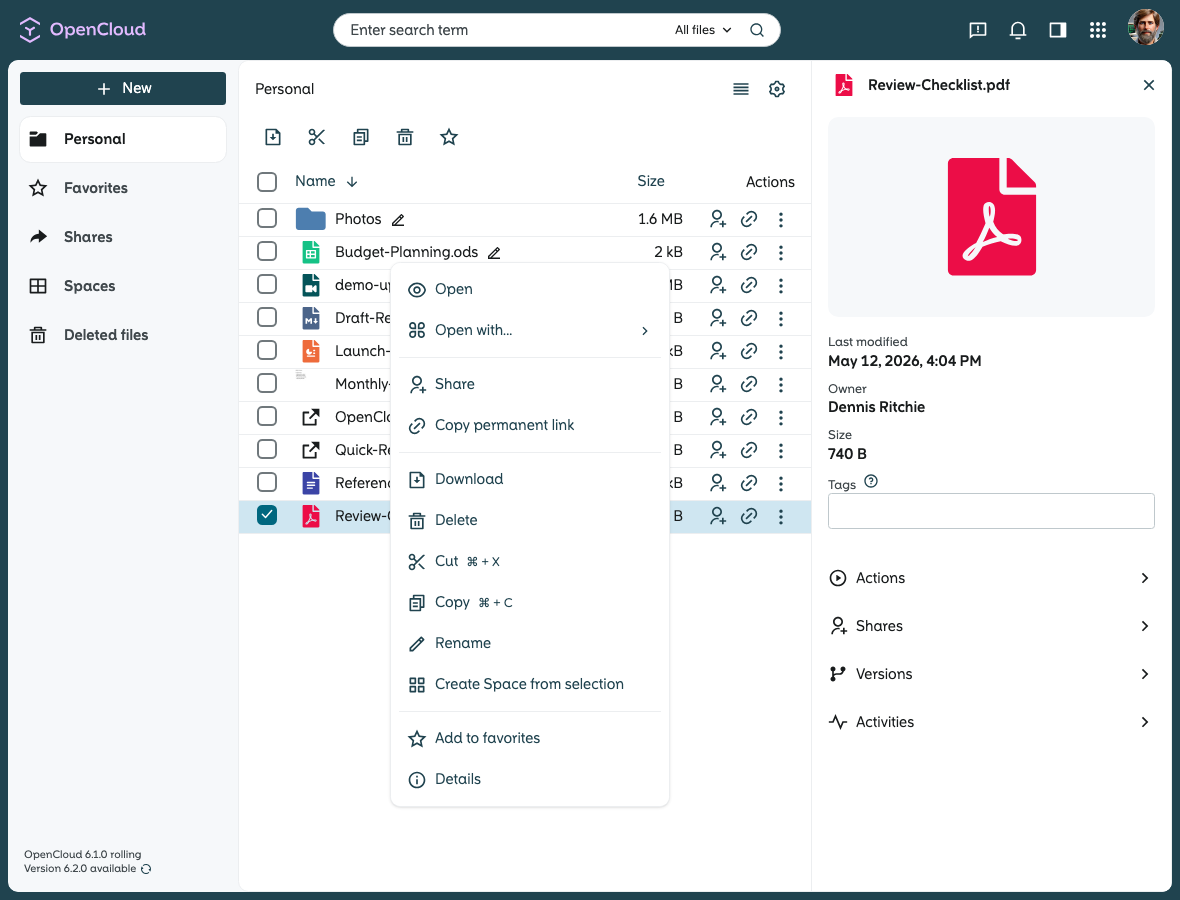 OpenCloud
Enter search term
All files
New
Personal
Favorites
Shares
Spaces
Deleted files
OpenCloud 6.1.0 rolling
Version 6.2.0 available
Personal
Name
Size
Actions
Photos
1.6 MB
Budget-Planning.ods
2 kB
demo-up
MB
Draft-Re
B
Launch-
kB
Monthly-
B
OpenClo
B
Quick-Re
B
Referenc
kB
Review-C
B
Open
Open with...
Share
Copy permanent link
Download
Delete
Cut ⌘ + X
Copy ⌘ + C
Rename
Create Space from selection
Add to favorites
Details
Review-Checklist.pdf
Last modified
May 12, 2026, 4:04 PM
Owner
Dennis Ritchie
Size
740 B
Tags
Actions
Shares
Versions
Activities